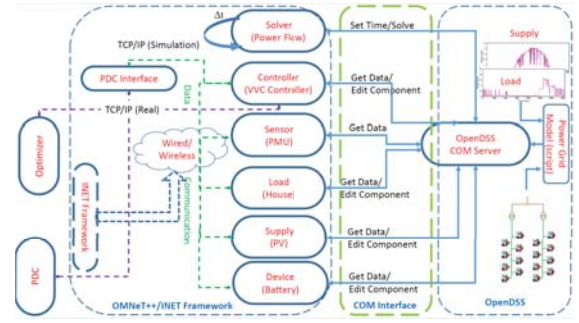 Δt
Solver
(Power Flow)
Set Time/Solve
Supply
TCP/IP (Simulation)
PDC Interface
Data
Controller
(VVC Controller)
Get Data/
Edit Component
Load
TCP/IP (Real)
Optimizer
Wired/
Wireless
Sensor
(PMU)
Get Data
OpenDSS
COM Server
Power Grid
Model (script)
INET Framework
Communication
Load
(House)
Get Data/
Edit Component
Supply
(PV)
Get Data/
Edit Component
PDC
Device
(Battery)
Get Data/
Edit Component
OMNeT++/INET Framework
COM Interface
OpenDSS